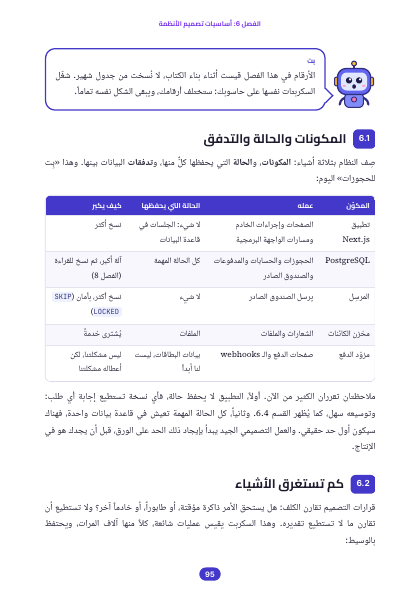 الفصل 6: أساسيات تصميم الأنظمة
بِت
الأرقام في هذا الفصل قيست أثناء بناء الكتاب، لا نُسخت من جدول شهير. شغّل
السكربتات نفسها على حاسوبك: ستختلف أرقامك، ويبقى الشكل نفسه تماماً.
6.1 المكونات والحالة والتدفق
صِف النظام بثلاثة أشياء: المكونات، والحالة التي يحفظها كلٌّ منها، وتدفقات البيانات بينها. وهذا «بِت
للحجوزات» اليوم:
المكوّن عمله الحالة التي يحفظها كيف يكبر
تطبيق الصفحات وإجراءات الخادم لا شيء: الجلسات في نسخ أكثر
Next.js ومسارات الواجهة البرمجية قاعدة البيانات
PostgreSQL الحجوزات والحسابات والمدفوعات كل الحالة المهمة آلة أكبر، ثم نسخ للقراءة
والصندوق الصادر (الفصل 8)
المرسِل يرسل الصندوق الصادر لا شيء نسخ أكثر، بأمان (SKIP
LOCKED)
مخزن الكائنات الشعارات والملفات الملفات يُشترى خدمةً
مزوّد الدفع صفحات الدفع والـ webhooks بيانات البطاقات، ليست ليس مشكلتنا، لكن
لنا أبداً أعطاله مشكلتنا
ملاحظتان تقرران الكثير من الآن. أولاً، التطبيق لا يحفظ حالة، فأي نسخة تستطيع إجابة أي طلب:
وتوسيعه سهل، كما يُظهر القسم 6.4. وثانياً، كل الحالة المهمة تعيش في قاعدة بيانات واحدة، فهناك
سيكون أول حد حقيقي. والعمل التصميمي الجيد يبدأ بإيجاد ذلك الحد على الورق، قبل أن يجدك هو في
الإنتاج.
6.2 كم تستغرق الأشياء
قرارات التصميم تقارن الكلف: هل يستحق الأمر ذاكرة مؤقتة، أو طابوراً، أو خادماً آخر؟ ولا تستطيع أن
تقارن ما لا تستطيع تقديره. وهذا السكربت يقيس عمليات شائعة، كلاً منها آلاف المرات، ويحتفظ
بالوسيط:
95